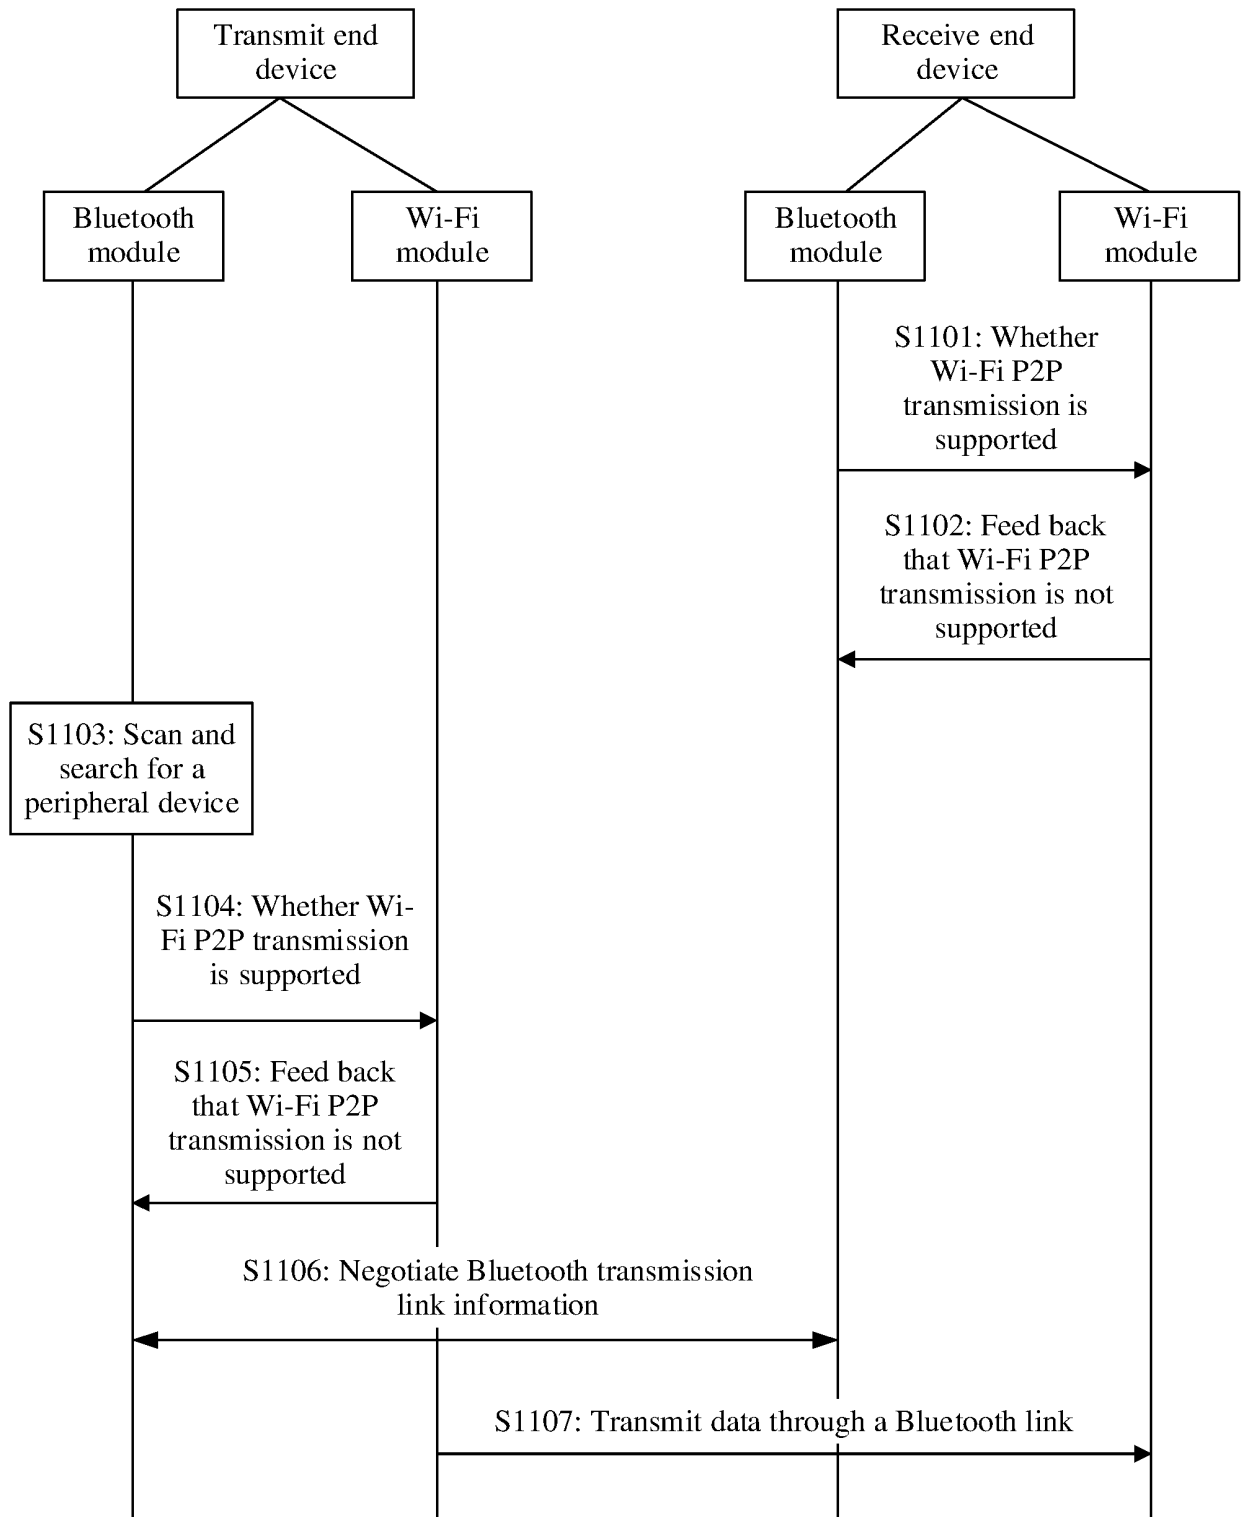 Transmit end
device
Receive end
device
Bluetooth
module
Wi-Fi
module
Bluetooth
module
Wi-Fi
module
S1101: Whether
Wi-Fi P2P
transmission is
supported
S1102: Feed back
that Wi-Fi P2P
transmission is not
supported
S1103: Scan and
search for a
peripheral device
S1104: Whether Wi-
Fi P2P transmission
is supported
S1105: Feed back
that Wi-Fi P2P
transmission is not
supported
S1106: Negotiate Bluetooth transmission
link information
S1107: Transmit data through a Bluetooth link